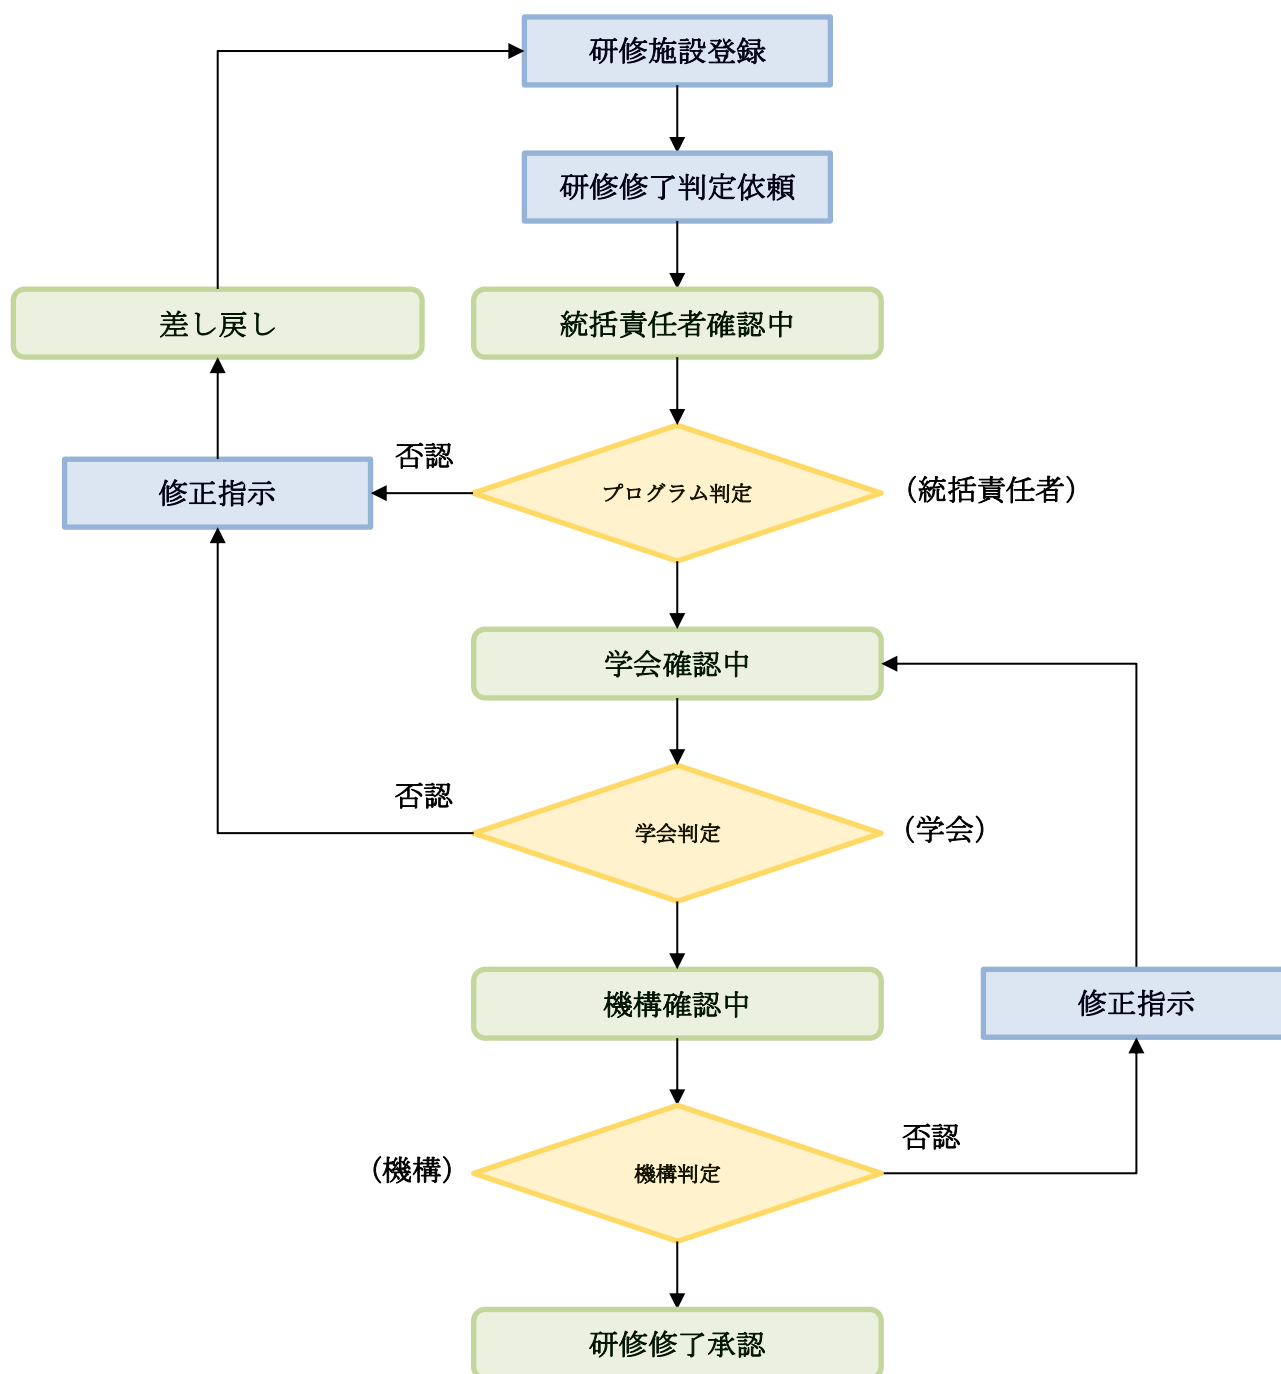 研修施設登録
研修修了判定依頼
差し戻し
統括責任者確認中
否認
修正指示
プログラム判定
（統括責任者）
学会確認中
否認
学会判定
（学会）
機構確認中
修正指示
否認
（機構）
機構判定
研修修了承認